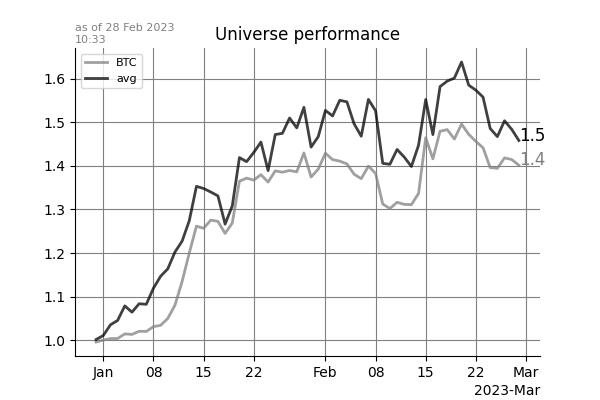 as of 28 Feb 2023
10:33
Universe performance
BTC
avg
1.6
1.5
1.4
1.3
1.2
1.1
1.0
1.5
1.4
Jan 08 15 22 Feb 08 15 22 Mar
2023-Mar